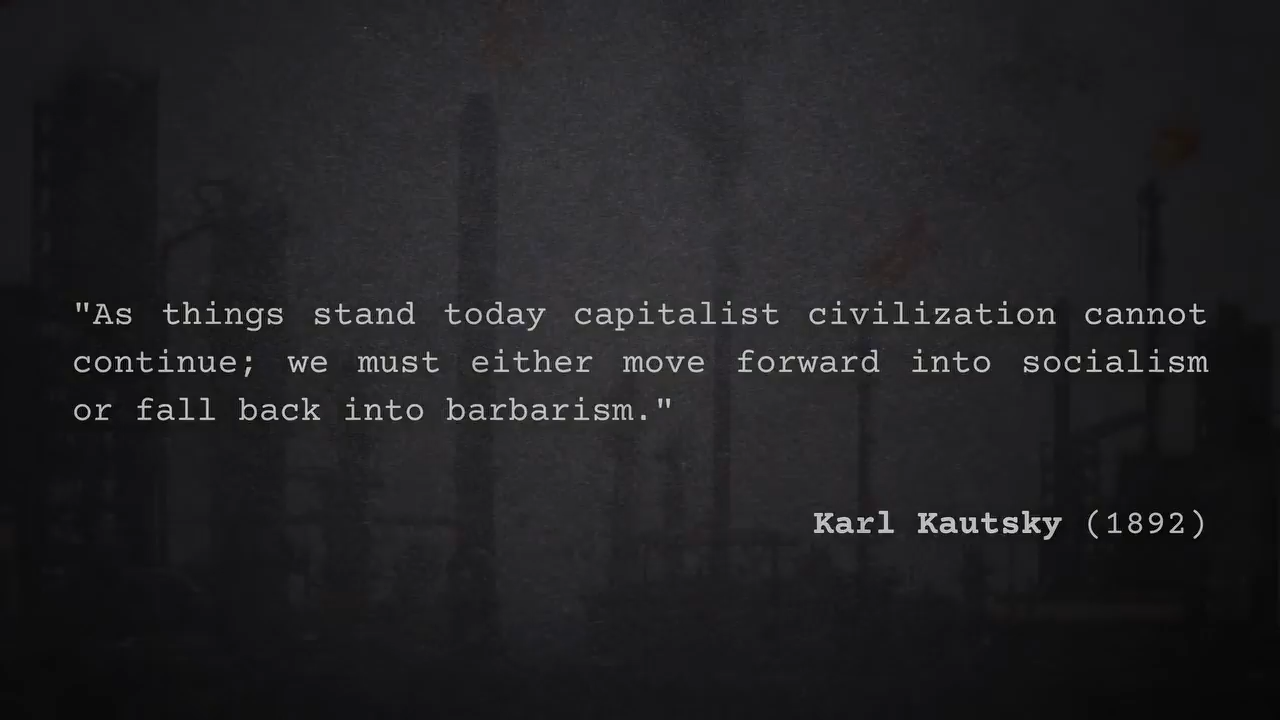 "As things stand today capitalist civilization cannot
continue; we must either move forward into socialism
or fall back into barbarism."
Karl Kautsky (1892)